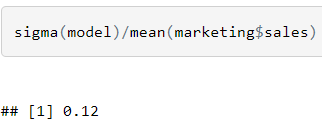 sigma(model)/mean(marketing$sales)
## [1] 0.12